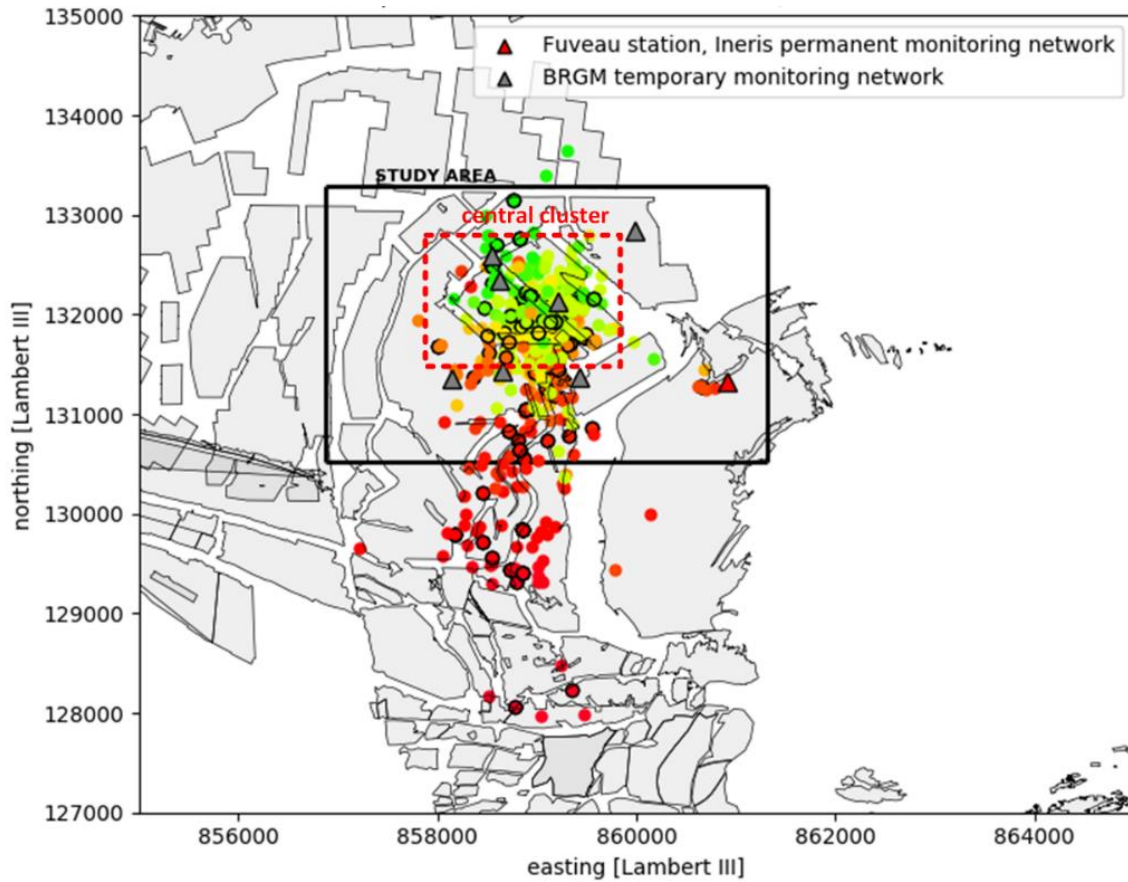 135000
134000
133000
132000
131000
130000
129000
128000
127000
northing [Lambert III]
Fuveau station, Ineris permanent monitoring network
BRGM temporary monitoring network
STUDY AREA
central cluster
856000
858000
860000
862000
864000
easting [Lambert III]